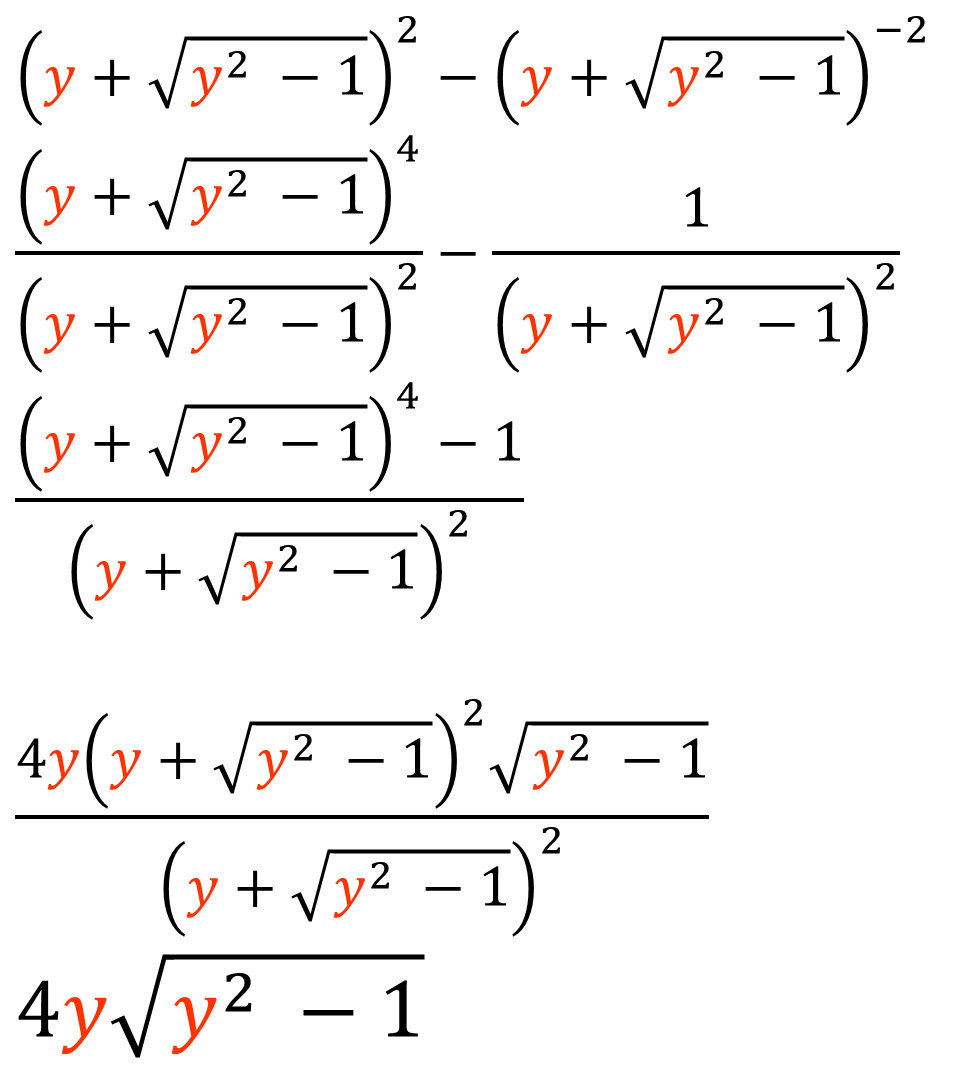 (y + √(y² − 1))² − (y + √(y² − 1))⁻²
(y + √(y² − 1))⁴ / (y + √(y² − 1))² − 1 / (y + √(y² − 1))²
((y + √(y² − 1))⁴ − 1) / (y + √(y² − 1))²
4y(y + √(y² − 1))² √(y² − 1) / (y + √(y² − 1))²
4y√(y² − 1)